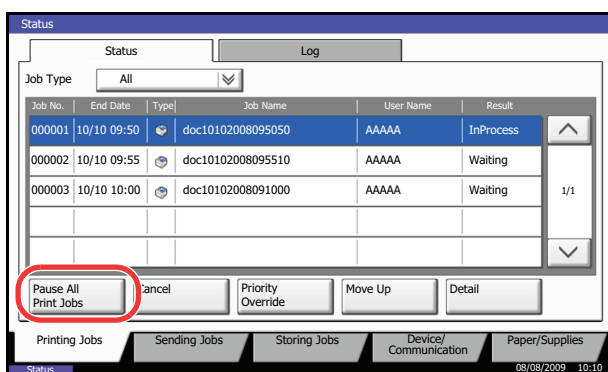 Status
Status Log
Job Type All
Job No. End Date Type Job Name User Name Result
000001 10/10 09:50 doc10102008095050 AAAAA InProcess
000002 10/10 09:55 doc10102008095510 AAAAA Waiting
000003 10/10 10:00 doc10102008091000 AAAAA Waiting 1/1
Pause All
Print Jobs
Cancel
Priority
Override
Move Up
Detail
Printing Jobs
Sending Jobs
Storing Jobs
Device/
Communication
Paper/Supplies
Status 08/08/2009 10:10